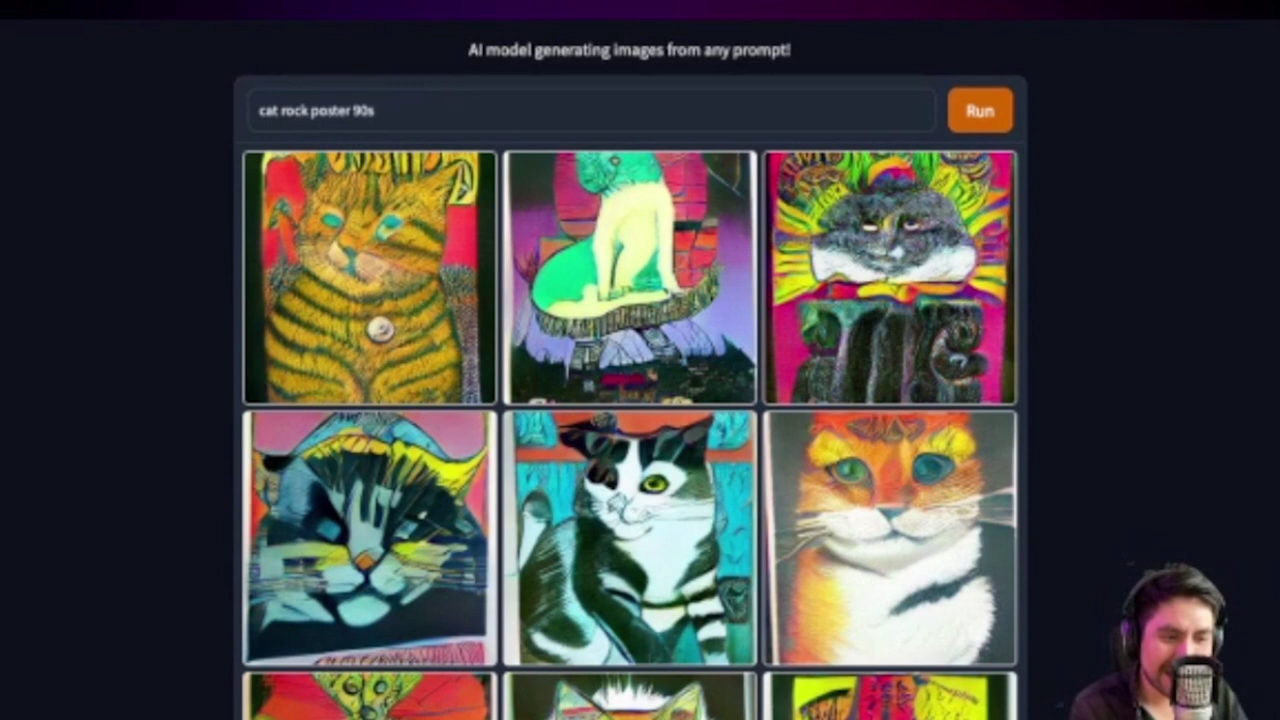 AI model generating images from any prompt!
cat rock poster 90s
Run